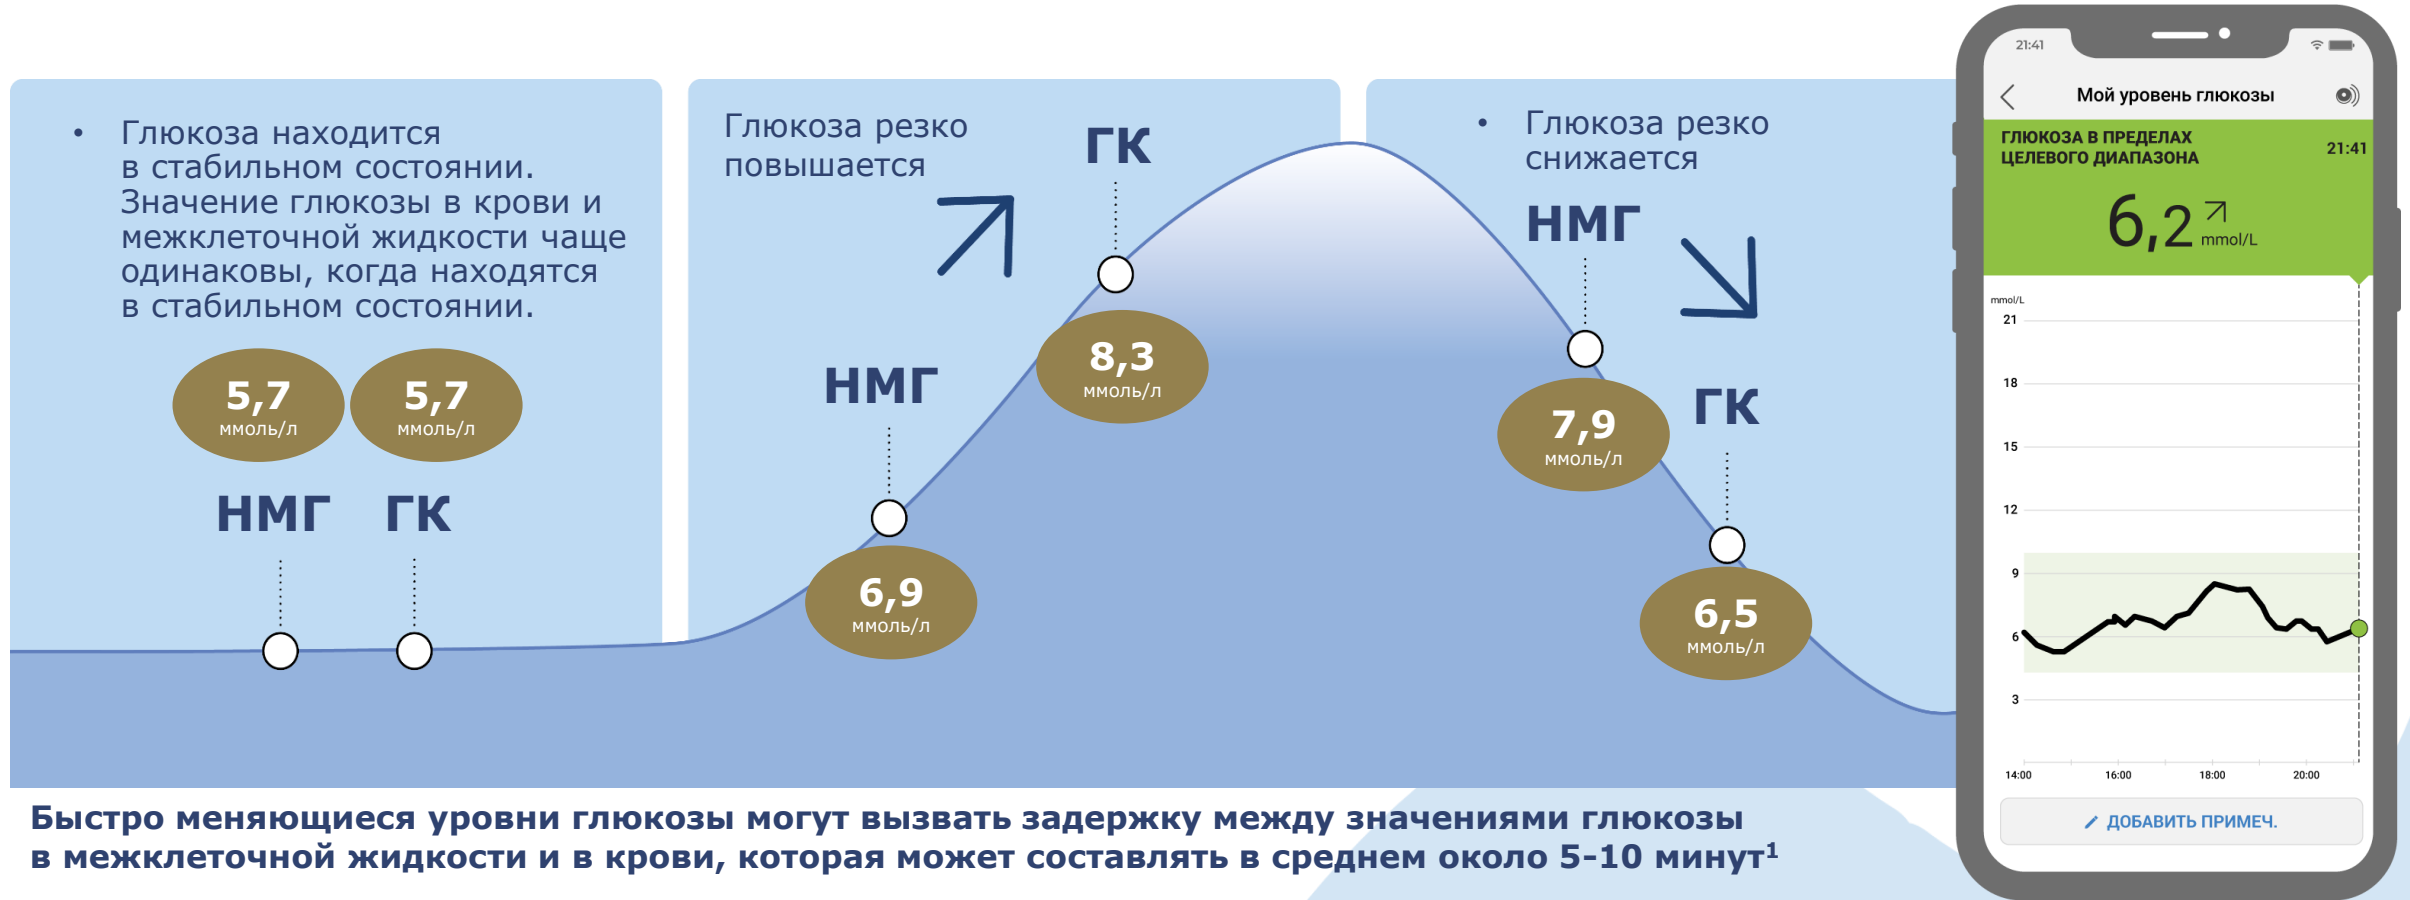 • Глюкоза находится
в стабильном состоянии.
Значение глюкозы в крови и
межклеточной жидкости чаще
одинаковы, когда находятся
в стабильном состоянии.
5,7
ммоль/л
5,7
ммоль/л
НМГ
ГК
Глюкоза резко
повышается
ГК
8,3
ммоль/л
НМГ
6,9
ммоль/л
• Глюкоза резко
снижается
НМГ
7,9
ммоль/л
ГК
6,5
ммоль/л
Быстро меняющиеся уровни глюкозы могут вызвать задержку между значениями глюкозы
в межклеточной жидкости и в крови, которая может составлять в среднем около 5-10 минут¹
21:41
Мой уровень глюкозы
ГЛЮКОЗА В ПРЕДЕЛАХ
ЦЕЛЕВОГО ДИАПАЗОНА
21:41
6,2
mmol/L
mmol/L
21
18
15
12
9
6
3
14:00 16:00 18:00 20:00
ДОБАВИТЬ ПРИМЕЧ.